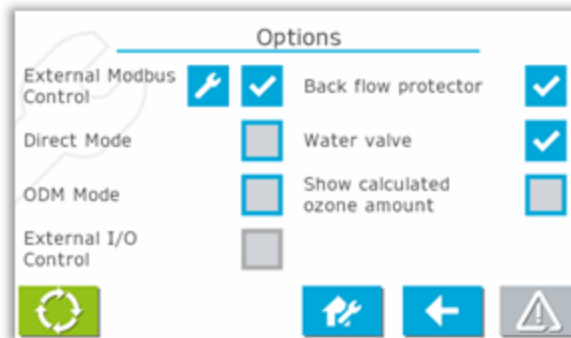 Options
External Modbus
Control
Back flow protector
Direct Mode
Water valve
ODM Mode
Show calculated
ozone amount
External I/O
Control